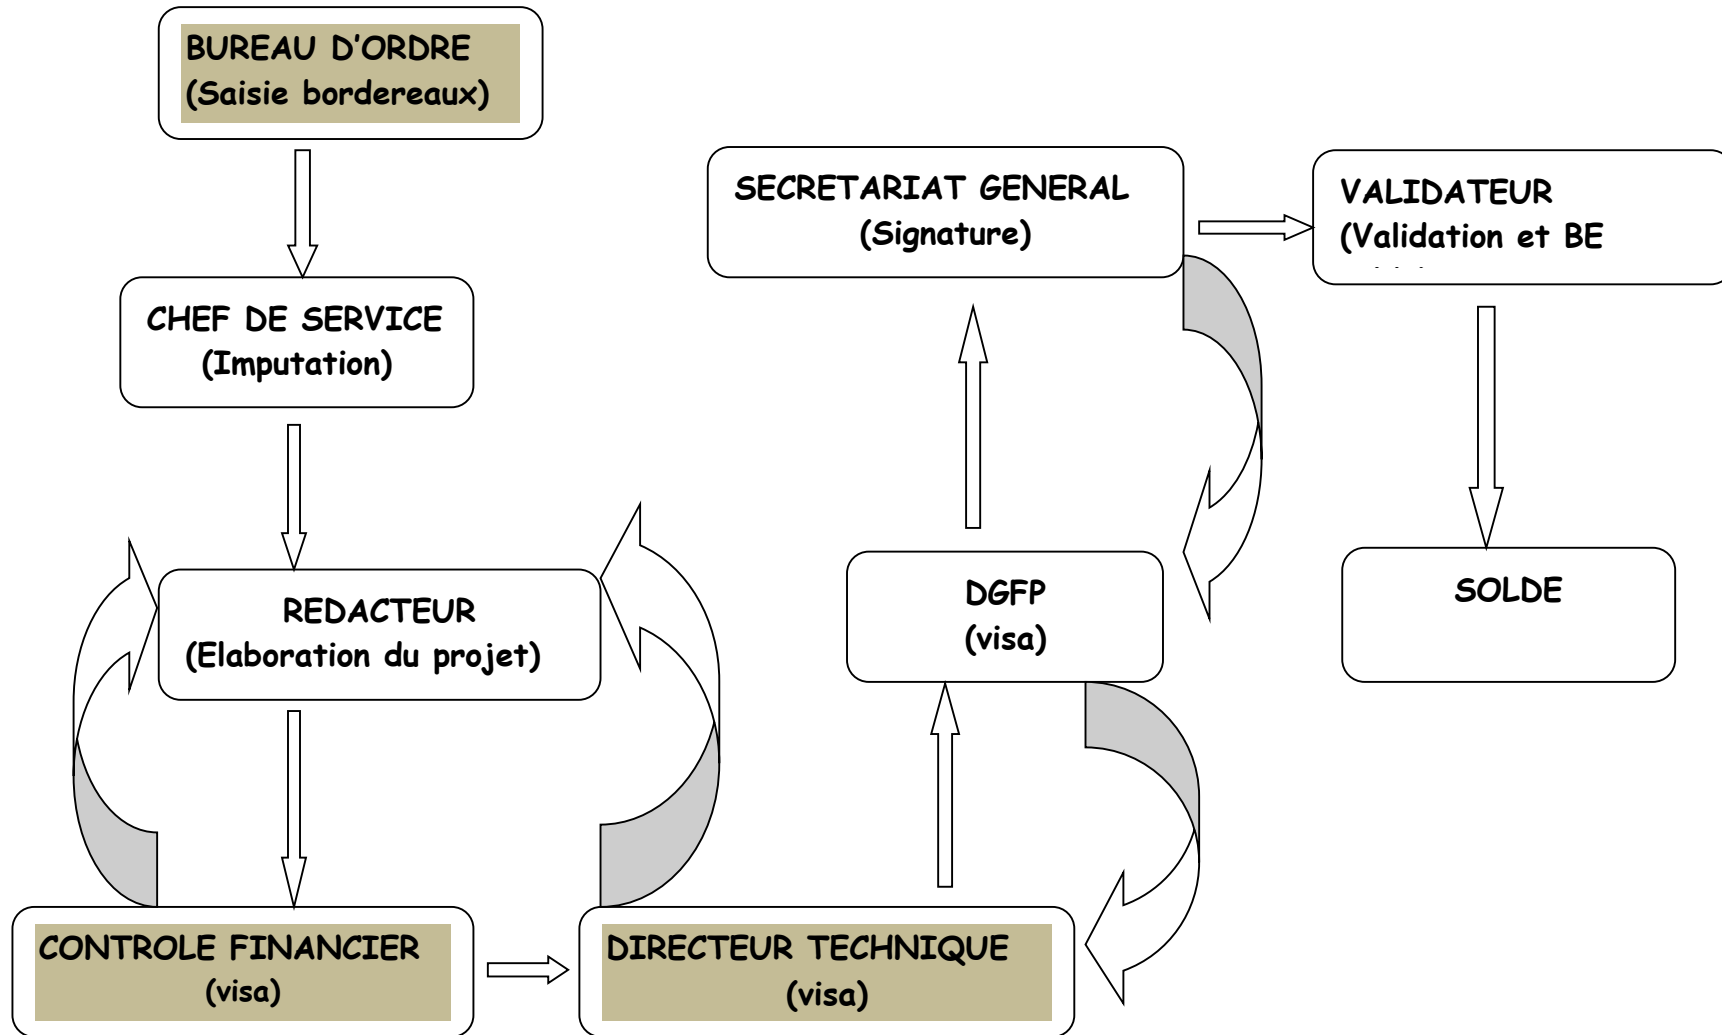 BUREAU D'ORDRE
(Saisie bordereaux)
CHEF DE SERVICE
(Imputation)
REDACTEUR
(Elaboration du projet)
CONTROLE FINANCIER
(visa)
DIRECTEUR TECHNIQUE
(visa)
DGFP
(visa)
SECRETARIAT GENERAL
(Signature)
VALIDATEUR
(Validation et BE
SOLDE